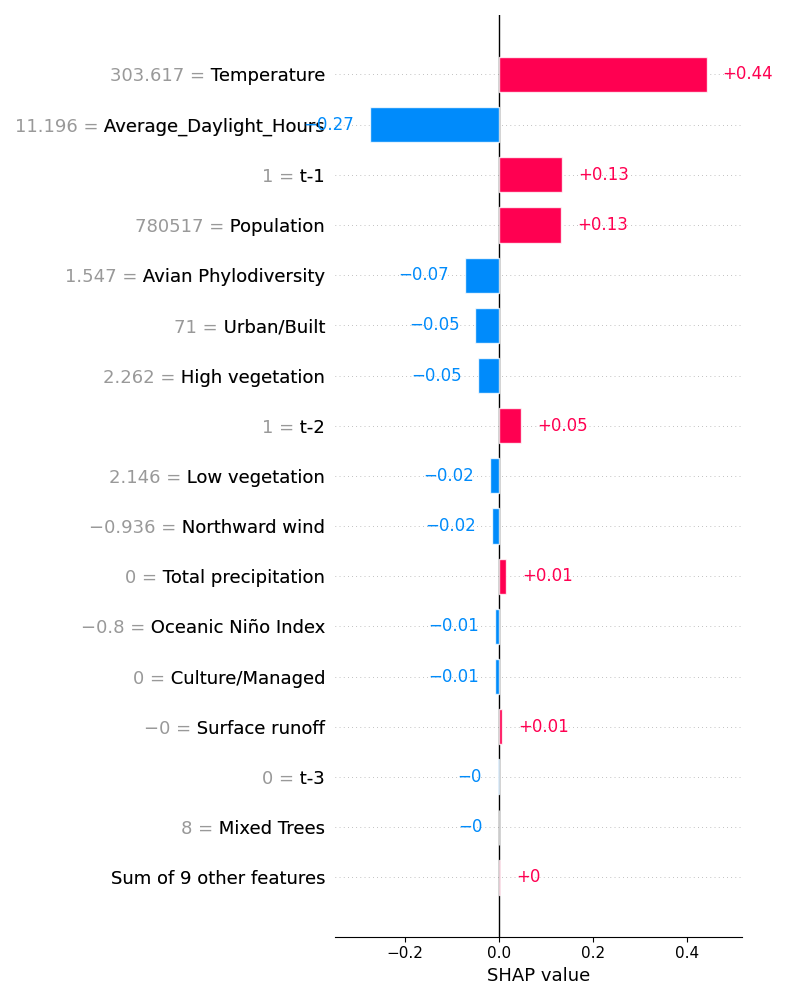 303.617 = Temperature +0.44
11.196 = Average_Daylight_Hours −0.27
1 = t-1 +0.13
780517 = Population +0.13
1.547 = Avian Phylodiversity −0.07
71 = Urban/Built −0.05
2.262 = High vegetation −0.05
1 = t-2 +0.05
2.146 = Low vegetation −0.02
−0.936 = Northward wind −0.02
0 = Total precipitation +0.01
−0.8 = Oceanic Niño Index −0.01
0 = Culture/Managed −0.01
−0 = Surface runoff +0.01
0 = t-3 −0
8 = Mixed Trees −0
Sum of 9 other features +0
−0.2 0.0 0.2 0.4
SHAP value